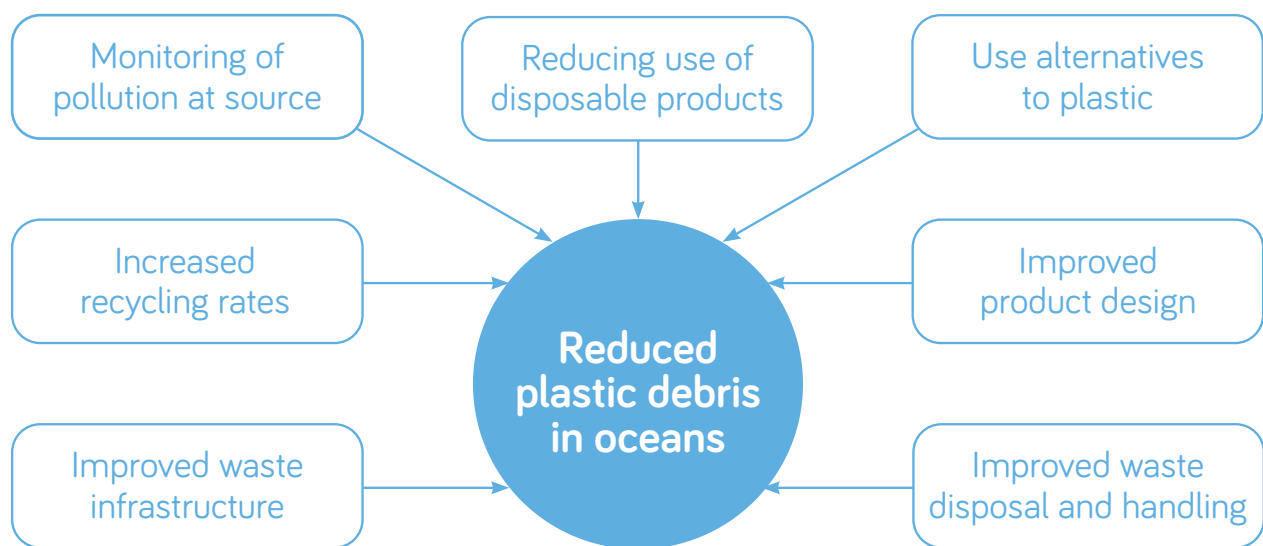 Monitoring of
pollution at source
Reducing use of
disposable products
Use alternatives
to plastic
Increased
recycling rates
Improved
product design
Reduced
plastic debris
in oceans
Improved waste
infrastructure
Improved waste
disposal and handling